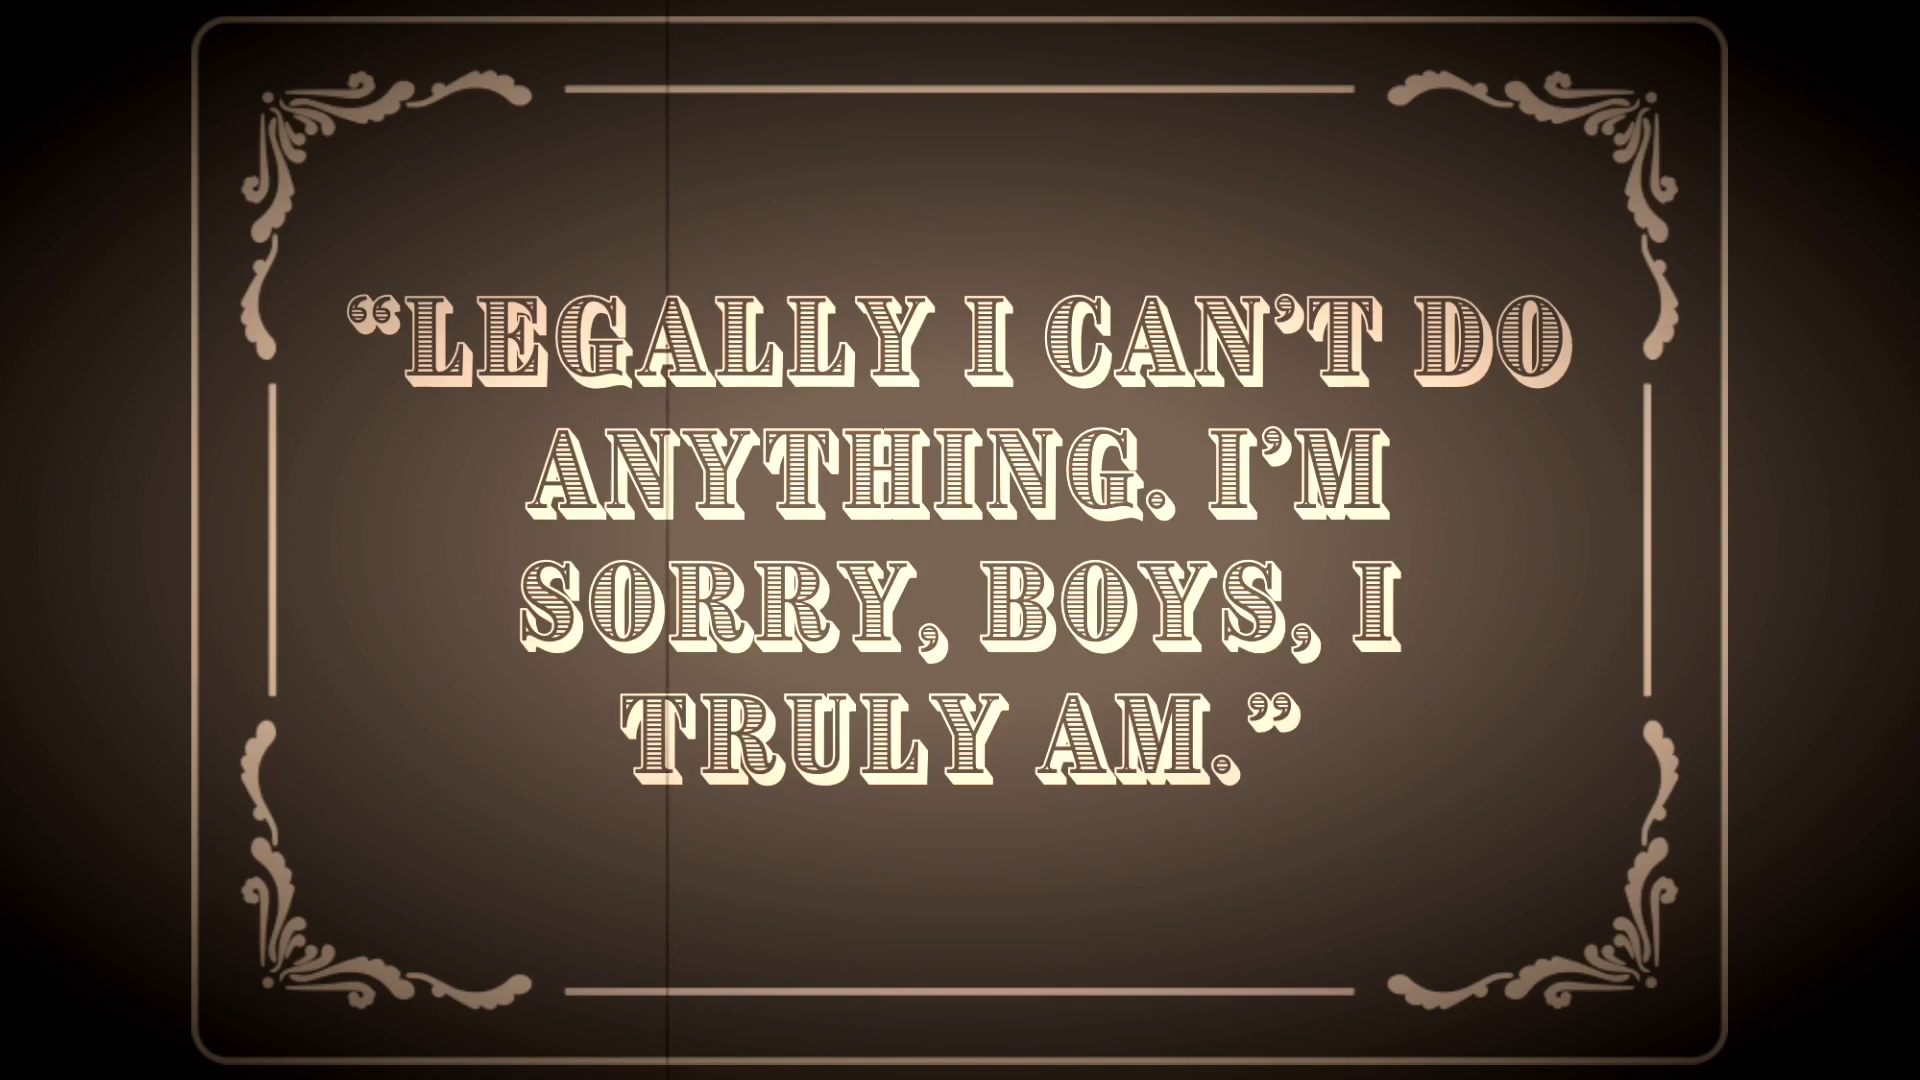 “LEGALLY I CAN’T DO
ANYTHING. I’M
SORRY, BOYS, I
TRULY AM.”